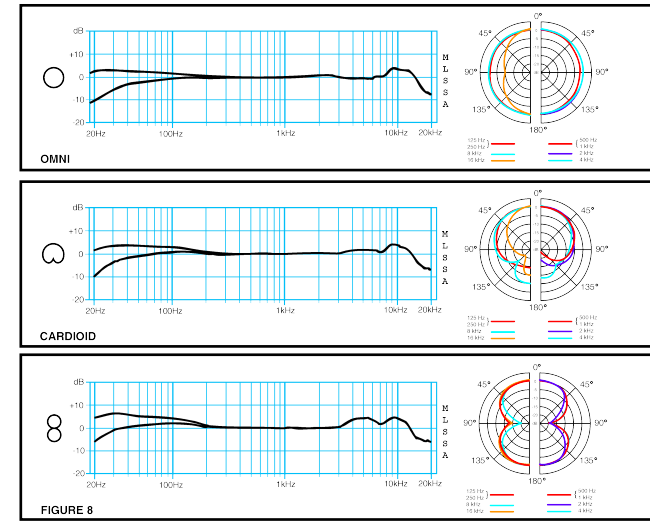 dB
+10
0
-10
-20
20Hz 100Hz 1kHz 10kHz 20kHz
M
L
S
S
A
OMNI
0°
45° 45°
90° 90°
135° 135°
180°
125 Hz
250 Hz
8 kHz
16 kHz
500 Hz
1 kHz
2 kHz
4 kHz
dB
+10
0
-10
-20
20Hz 100Hz 1kHz 10kHz 20kHz
M
L
S
S
A
CARDIOID
0°
45° 45°
90° 90°
135° 135°
180°
125 Hz
250 Hz
8 kHz
16 kHz
500 Hz
1 kHz
2 kHz
4 kHz
dB
+10
0
-10
-20
20Hz 100Hz 1kHz 10kHz 20kHz
M
L
S
S
A
FIGURE 8
0°
45° 45°
90° 90°
135° 135°
180°
125 Hz
250 Hz
8 kHz
16 kHz
500 Hz
1 kHz
2 kHz
4 kHz